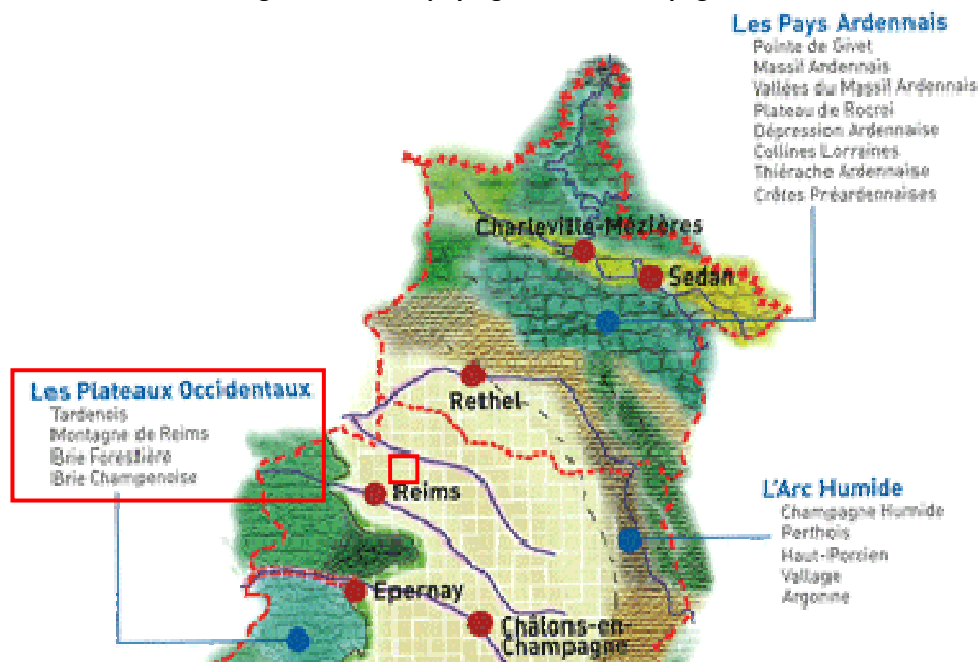 Les Pays Ardennais
Pointe de Givet
Massif Ardennais
Vallées du Massif Ardennais
Plateau de Rocroi
Dépression Ardennaise
Collines Lorraines
Thiérache Ardennaise
Crêtes Préardennaises
Charleville-Mézières
Sedan
Rethel
Les Plateaux Occidentaux
Tardenois
Montagne de Reims
Brie Forestière
Brie Champenoise
Reims
L'Arc Humide
Champagne Humide
Perthois
Haut-Porcien
Vallage
Argonne
Epernay
Châlons-en-
Champagne